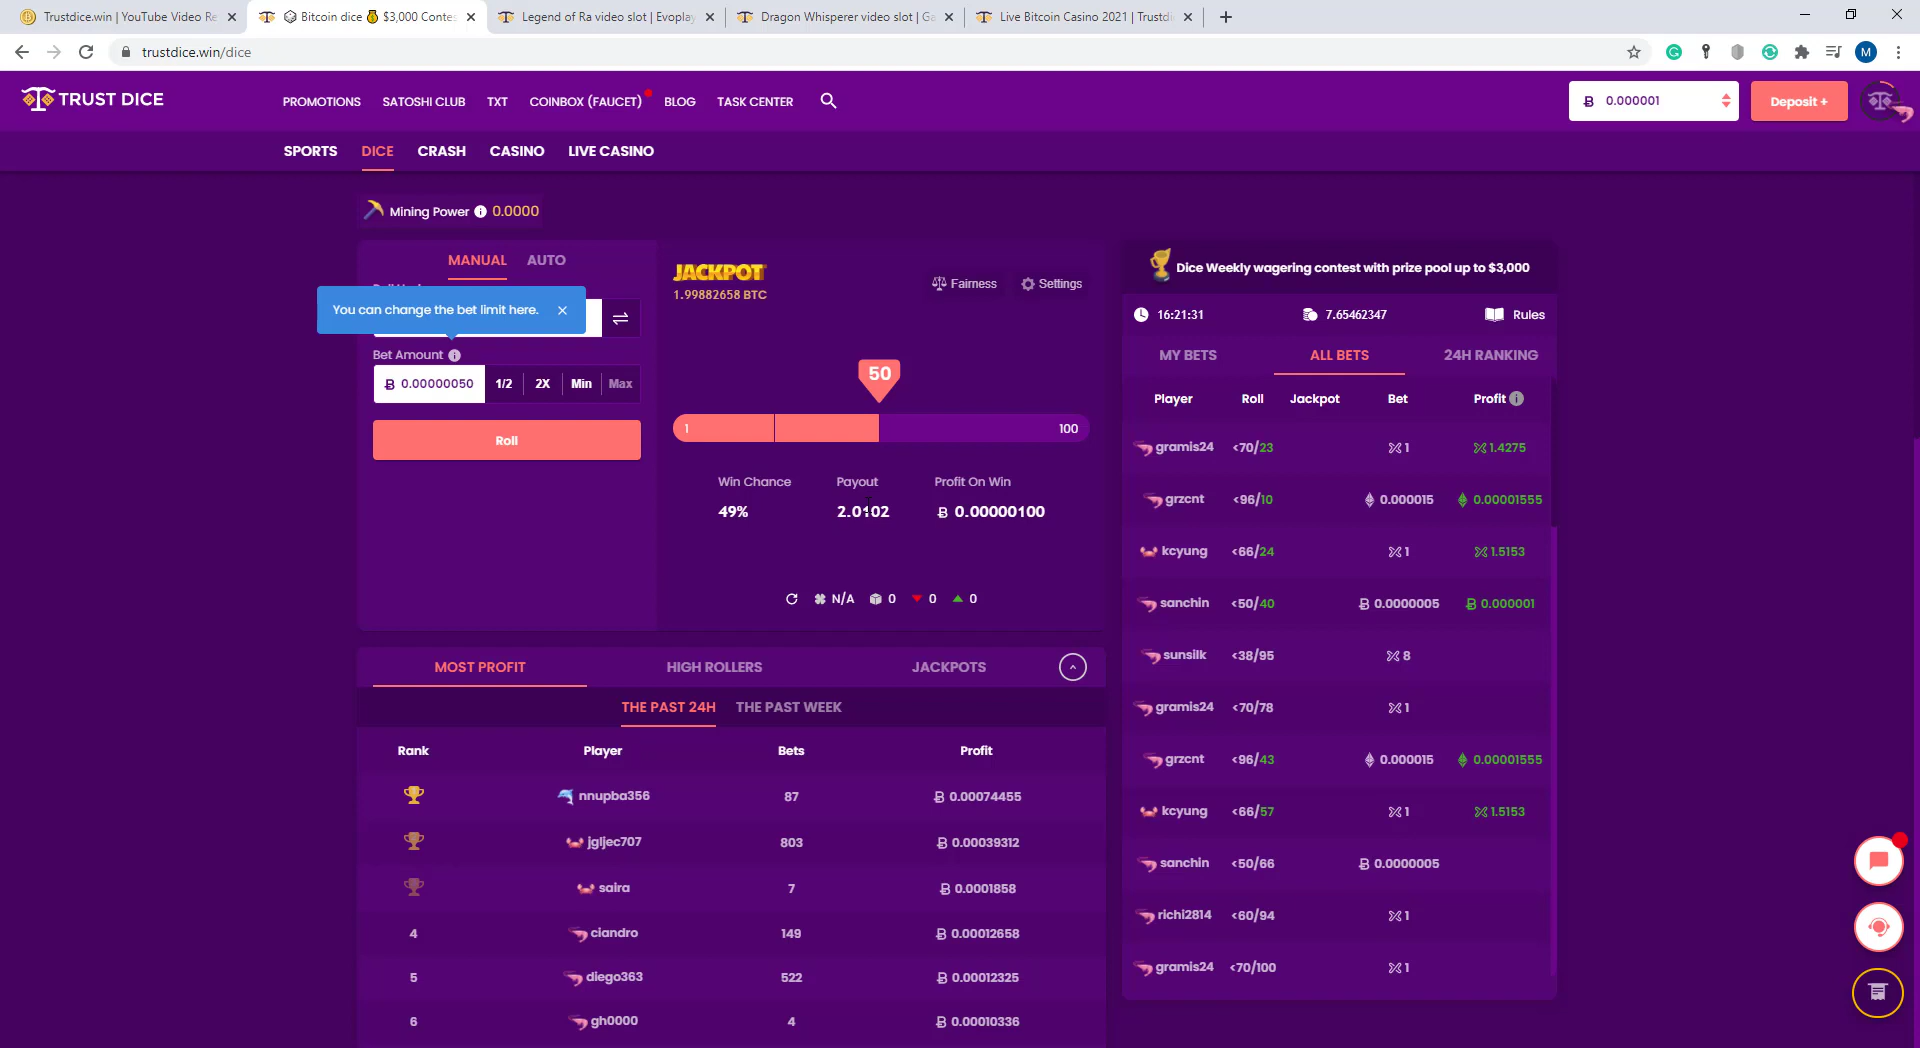 Trustdice.win | YouTube Video Re
Bitcoin dice 💰 $3,000 Contes
Legend of Ra video slot | Evoplay
Dragon Whisperer video slot | Ga
Live Bitcoin Casino 2021 | Trustdi
trustdice.win/dice
M
TRUST DICE
PROMOTIONS
SATOSHI CLUB
TXT
COINBOX (FAUCET)
BLOG
TASK CENTER
0.000001
Deposit +
SPORTS
DICE
CRASH
CASINO
LIVE CASINO
Mining Power 0.0000
MANUAL
AUTO
You can change the bet limit here.
Bet Amount
0.00000050
1/2
2X
Min
Max
Roll
JACKPOT
1.99882658 BTC
Fairness
Settings
50
1
100
Win Chance
Payout
Profit On Win
49%
2.0102
0.00000100
N/A
0
0
0
Dice Weekly wagering contest with prize pool up to $3,000
16:21:31
7.65462347
Rules
MY BETS
ALL BETS
24H RANKING
Player Roll Jackpot Bet Profit
gramis24 <70/23 1 1.4275
grzcnt <96/10 0.000015 0.00001555
kcyung <66/24 1 1.5153
sanchin <50/40 0.0000005 0.000001
sunsilk <38/95 8
gramis24 <70/78 1
grzcnt <96/43 0.000015 0.00001555
kcyung <66/57 1 1.5153
sanchin <50/66 0.0000005
richi2814 <60/94 1
gramis24 <70/100 1
MOST PROFIT
HIGH ROLLERS
JACKPOTS
THE PAST 24H
THE PAST WEEK
Rank Player Bets Profit
nnupba356 87 0.00074455
jgljec707 803 0.00039312
saira 7 0.0001858
4 ciandro 149 0.00012658
5 diego363 522 0.00012325
6 gh0000 4 0.00010336